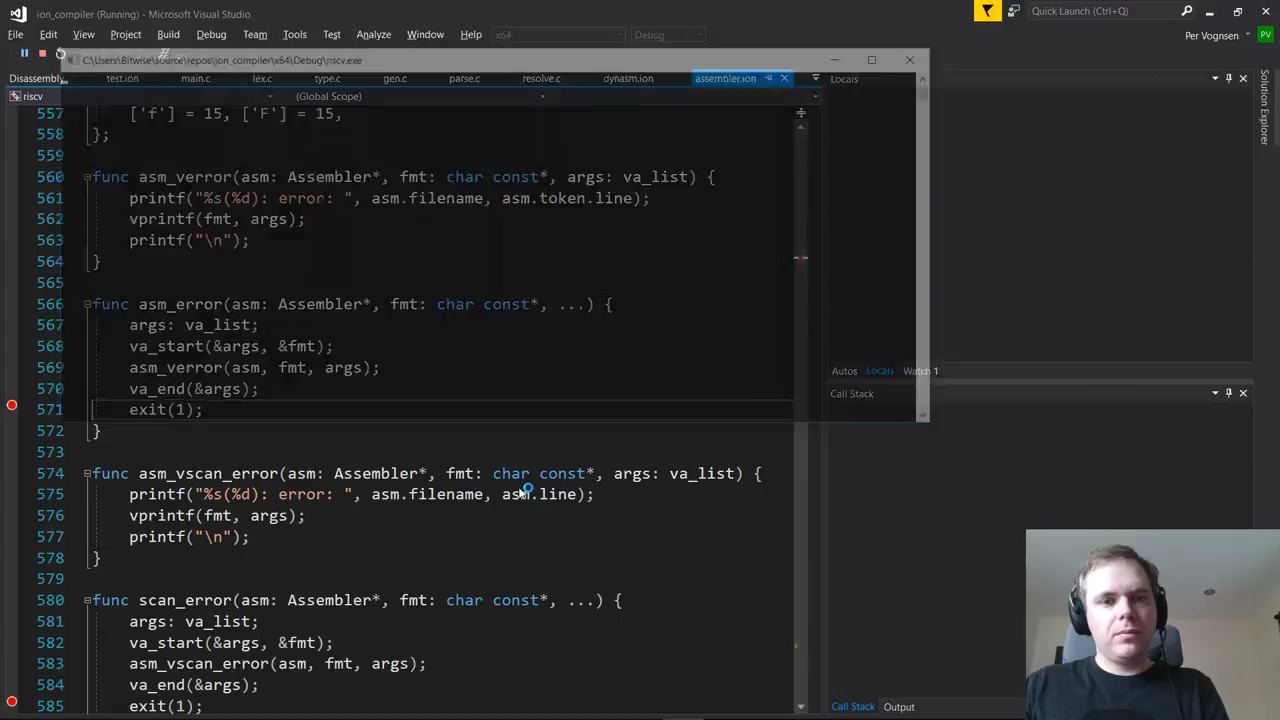 ion_compiler (Running) - Microsoft Visual Studio
Quick Launch (Ctrl+Q)
File Edit View Project Build Debug Team Tools Test Analyze Window Help
x64 Debug
Per Vognsen PV
C:\Users\Bitwise\source\repos\ion_compiler\x64\Debug\riscv.exe
Disassembly test.ion main.c lex.c type.c gen.c parse.c resolve.c dynasm.ion assembler.ion
Locals
riscv (Global Scope)
557 ['f'] = 15, ['F'] = 15,
558 };
559
560 func asm_verror(asm: Assembler*, fmt: char const*, args: va_list) {
561 printf("%s(%d): error: ", asm.filename, asm.token.line);
562 vprintf(fmt, args);
563 printf("\n");
564 }
565
566 func asm_error(asm: Assembler*, fmt: char const*, ...) {
567 args: va_list;
568 va_start(&args, &fmt);
569 asm_verror(asm, fmt, args);
570 va_end(&args);
571 exit(1);
572 }
573
574 func asm_vscan_error(asm: Assembler*, fmt: char const*, args: va_list) {
575 printf("%s(%d): error: ", asm.filename, asm.line);
576 vprintf(fmt, args);
577 printf("\n");
578 }
579
580 func scan_error(asm: Assembler*, fmt: char const*, ...) {
581 args: va_list;
582 va_start(&args, &fmt);
583 asm_vscan_error(asm, fmt, args);
584 va_end(&args);
585 exit(1);
Autos Locals Watch 1
Call Stack
Call Stack Output
Solution Explorer